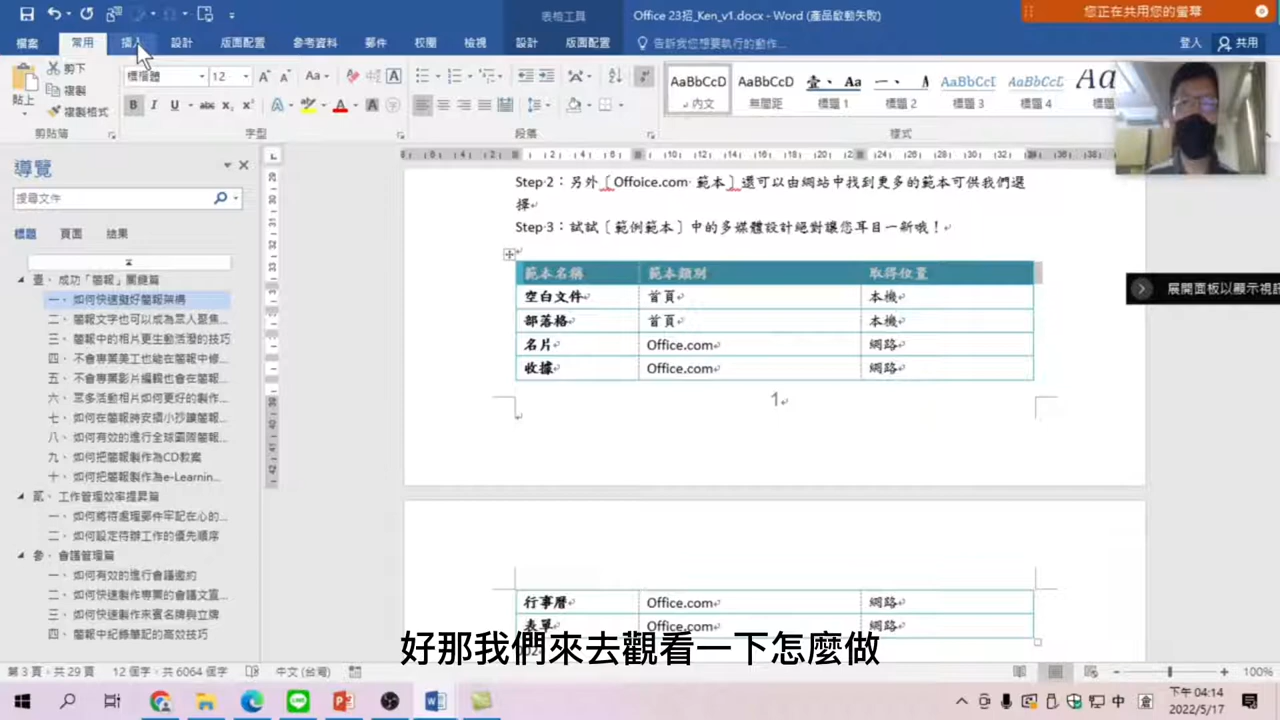 表格工具
Office 23招_Ken_v1.docx - Word (產品啟動失敗)
您正在共用您的螢幕
檔案 常用 插入 設計 版面配置 參考資料 郵件 校閱 檢視 設計 版面配置 告訴我您想要執行的動作... 登入 共用
貼上 剪下 複製 複製格式
標楷體 12
AaBbCcD 內文
AaBbCcD 無間距
壹、Aa 標題 1
一、 標題 2
AaBbCcD 標題 3
AaBbCcD 標題 4
剪貼簿 字型 段落 樣式
導覽
搜尋文件
標題 頁面 結果
壹、 成功「簡報」關鍵篇
一、 如何快速擬好簡報架構
二、 簡報文字也可以成為眾人聚焦...
三、 簡報中的相片更生動活潑的技巧
四、 不會專業美工也能在簡報中修...
五、 不會專業影片編輯也會在簡報...
六、 眾多活動相片如何更好的製作...
七、 如何在簡報時安插小抄讓簡報...
八、 如何有效的進行全球國際簡報...
九、 如何把簡報製作為CD教案
十、 如何把簡報製作為e-Learnin...
貳、 工作管理效率提昇篇
一、 如何將待處理郵件牢記在心的...
二、 如何設定待辦工作的優先順序
參、 會議管理篇
一、 如何有效的進行會議邀約
二、 如何快速製作專業的會議文宣...
三、 如何快速製作來賓名牌與立牌
四、 簡報中紀錄筆記的高效技巧
Step 2：另外〔Offoice.com 範本〕還可以由網站中找到更多的範本可供我們選
擇
Step 3：試試〔範例範本〕中的多媒體設計絕對讓您耳目一新哦！
範本名稱 範本類別 取得位置
空白文件 首頁 本機
部落格 首頁 本機
名片 Office.com 網路
收據 Office.com 網路
1
行事曆 Office.com 網路
表單 Office.com 網路
展開面板以顯示視訊
好那我們來去觀看一下怎麼做
第 3 頁，共 29 頁 12 個字，共 6064 個字 中文 (台灣) 100%
中 下午 04:14
2022/5/17